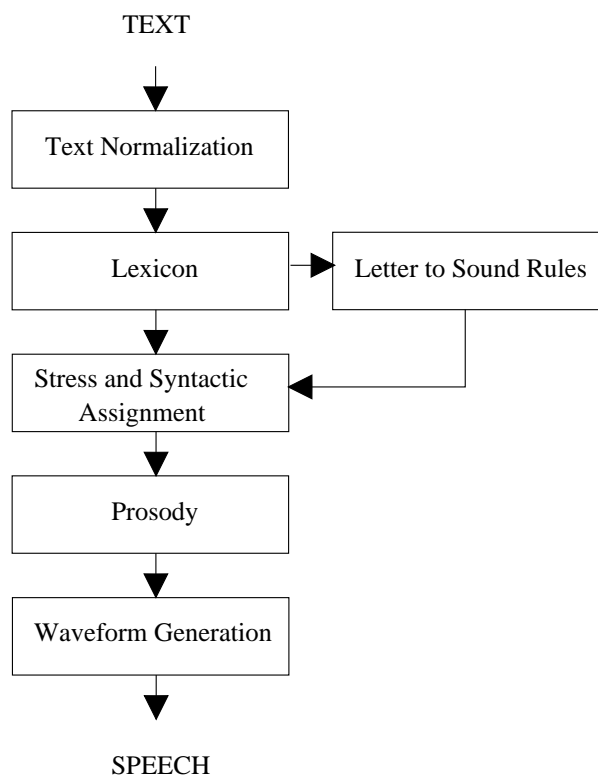 TEXT
Text Normalization
Lexicon
Letter to Sound Rules
Stress and Syntactic
Assignment
Prosody
Waveform Generation
SPEECH